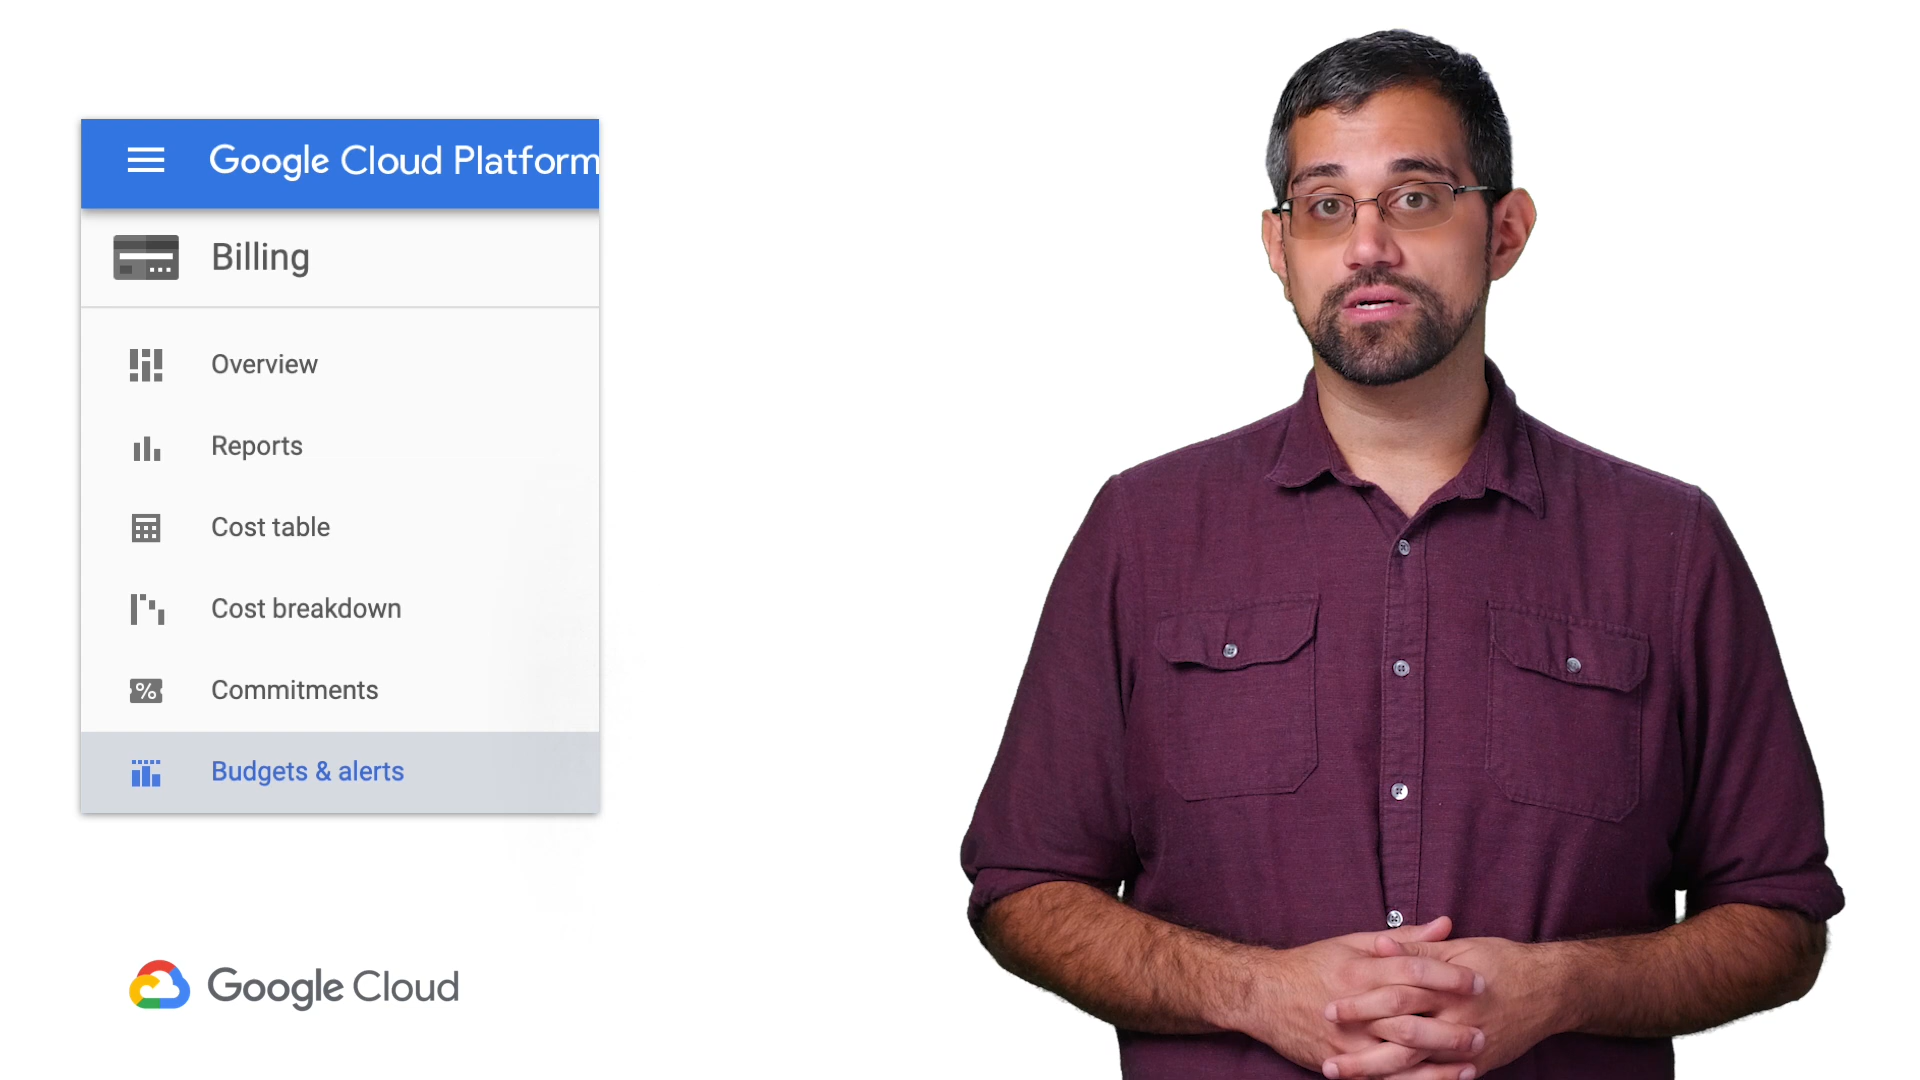 Google Cloud Platform
Billing
Overview
Reports
Cost table
Cost breakdown
Commitments
Budgets & alerts
Google Cloud